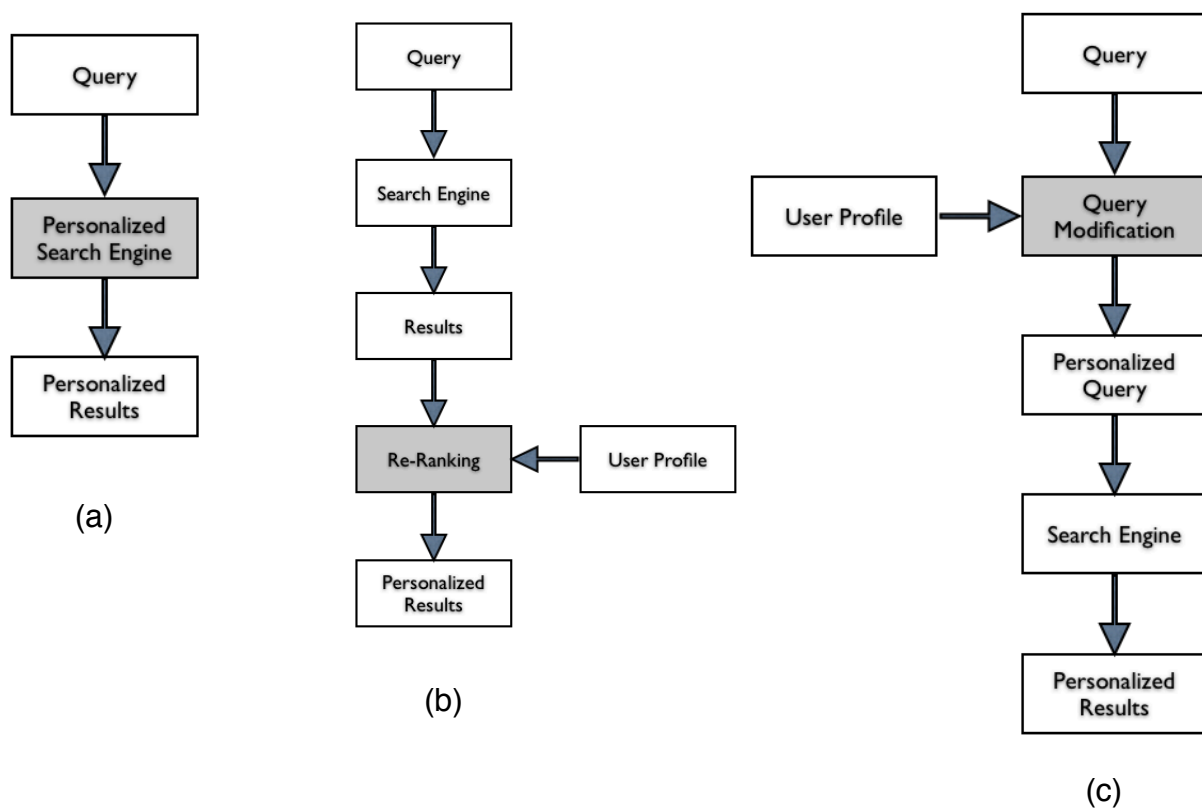 Query
Personalized
Search Engine
Personalized
Results
(a)
Query
Search Engine
Results
Re-Ranking
User Profile
Personalized
Results
(b)
Query
User Profile
Query
Modification
Personalized
Query
Search Engine
Personalized
Results
(c)